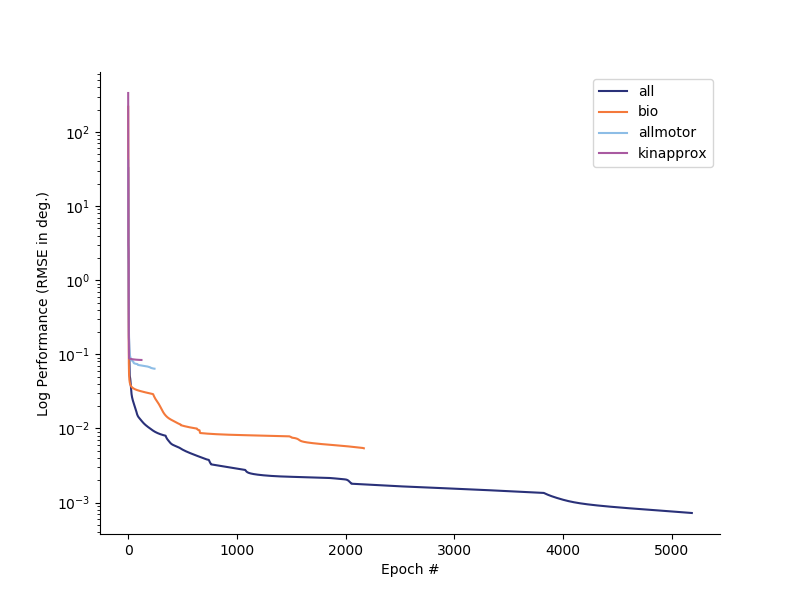 all
bio
allmotor
kinapprox
Log Performance (RMSE in deg.)
10²
10¹
10⁰
10⁻¹
10⁻²
10⁻³
0 1000 2000 3000 4000 5000
Epoch #